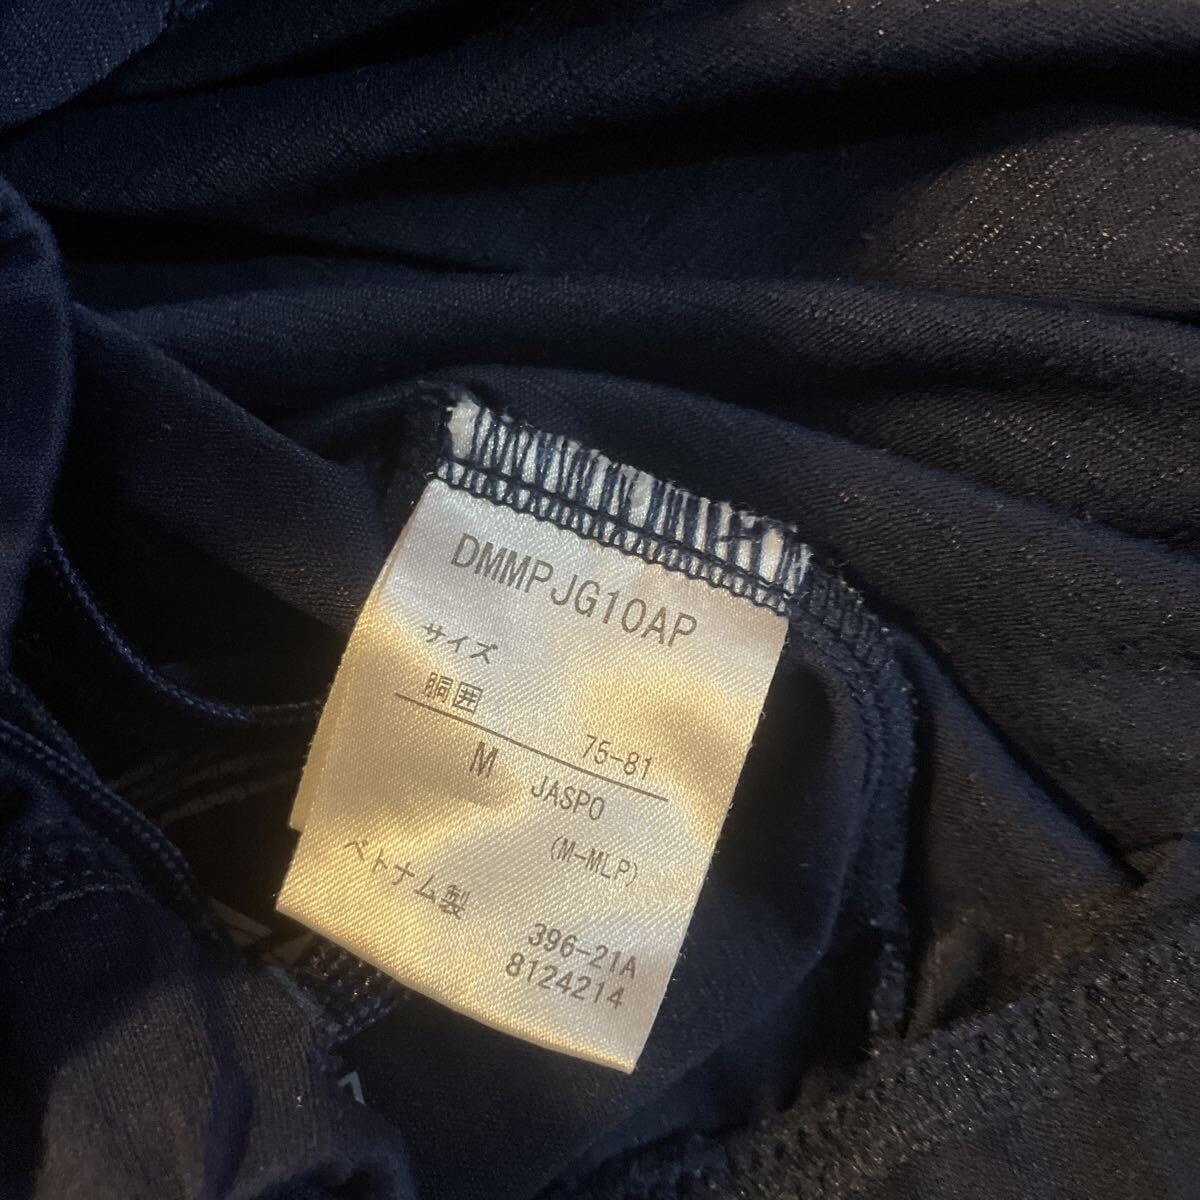 DMMPJG10AP
サイズ
胴囲 75-81
M JASPO
(M-MLP)
ベトナム製
396-21A
8124214